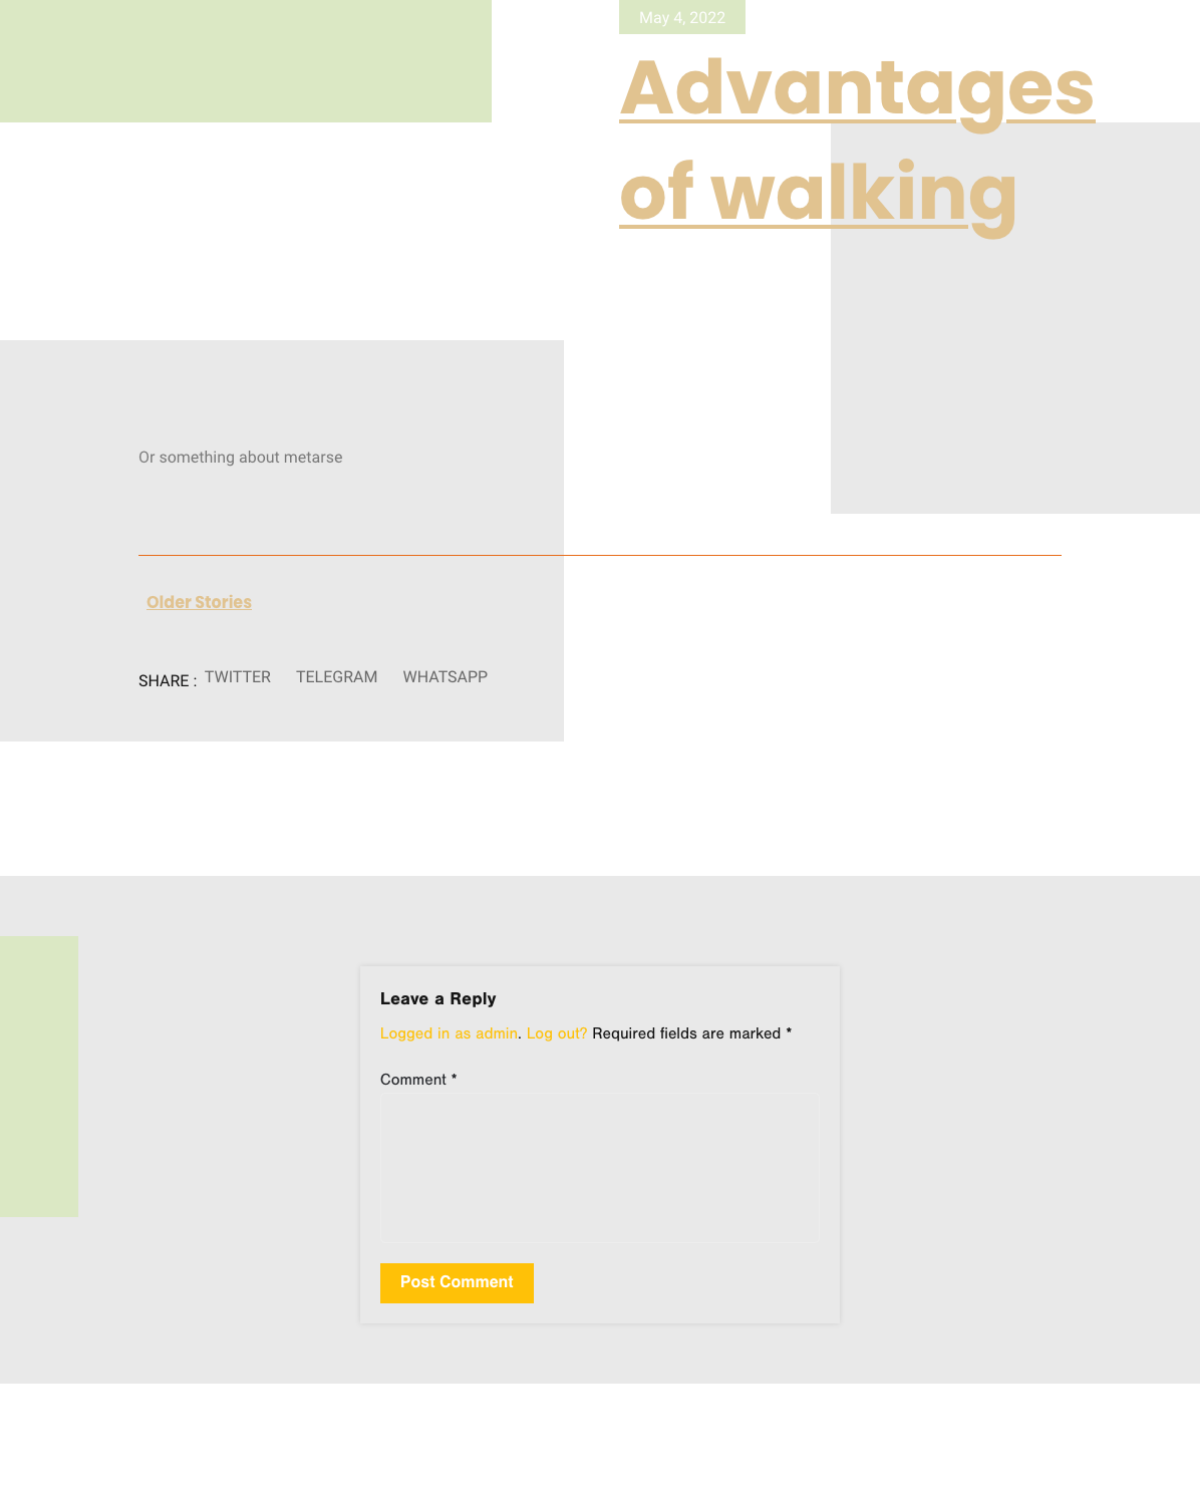 May 4, 2022
Advantages
of walking
Or something about metarse
Older Stories
SHARE : TWITTER TELEGRAM WHATSAPP
Leave a Reply
Logged in as admin. Log out? Required fields are marked *
Comment *
Post Comment